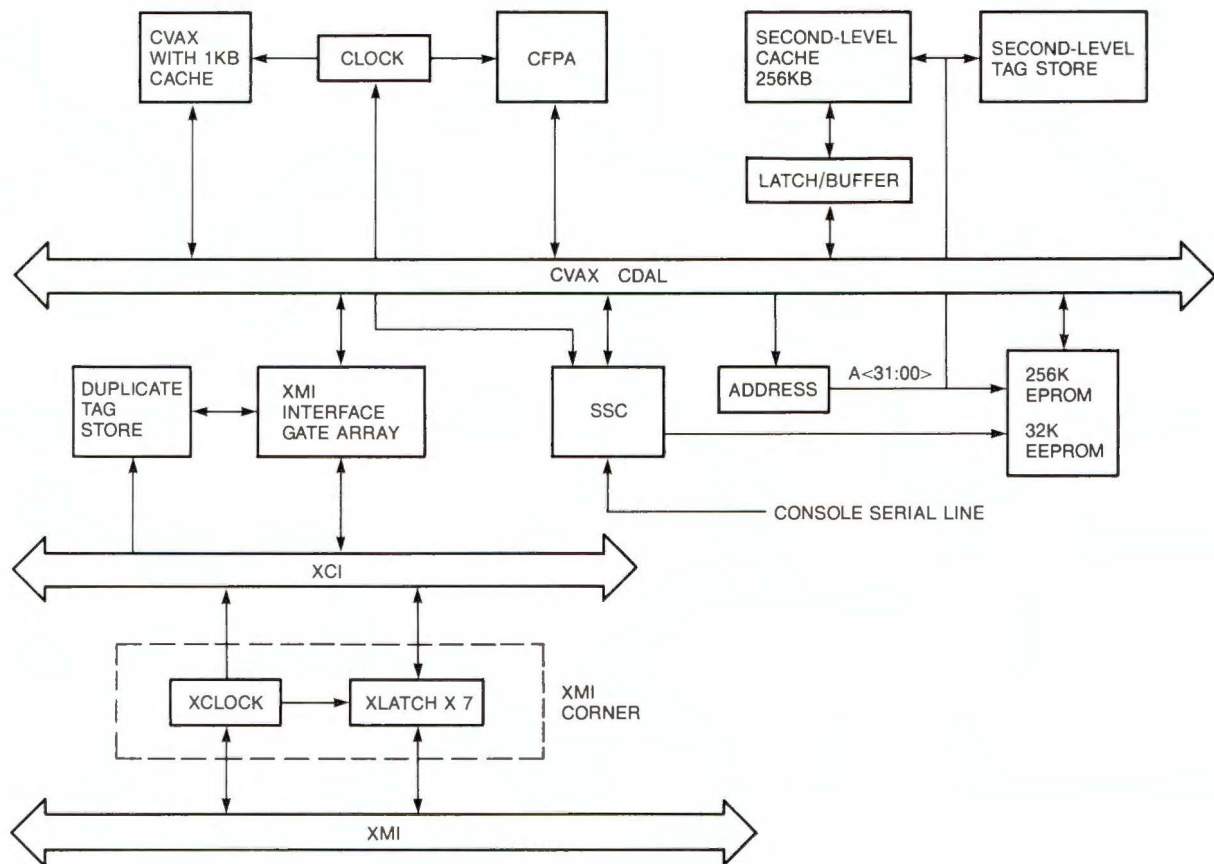 CVAX
WITH 1KB
CACHE
CLOCK
CFPA
SECOND-LEVEL
CACHE
256KB
SECOND-LEVEL
TAG STORE
LATCH/BUFFER
CVAX CDAL
DUPLICATE
TAG
STORE
XMI
INTERFACE
GATE ARRAY
SSC
ADDRESS
A<31:00>
256K
EPROM
32K
EEPROM
CONSOLE SERIAL LINE
XCI
XCLOCK
XLATCH X 7
XMI
CORNER
XMI